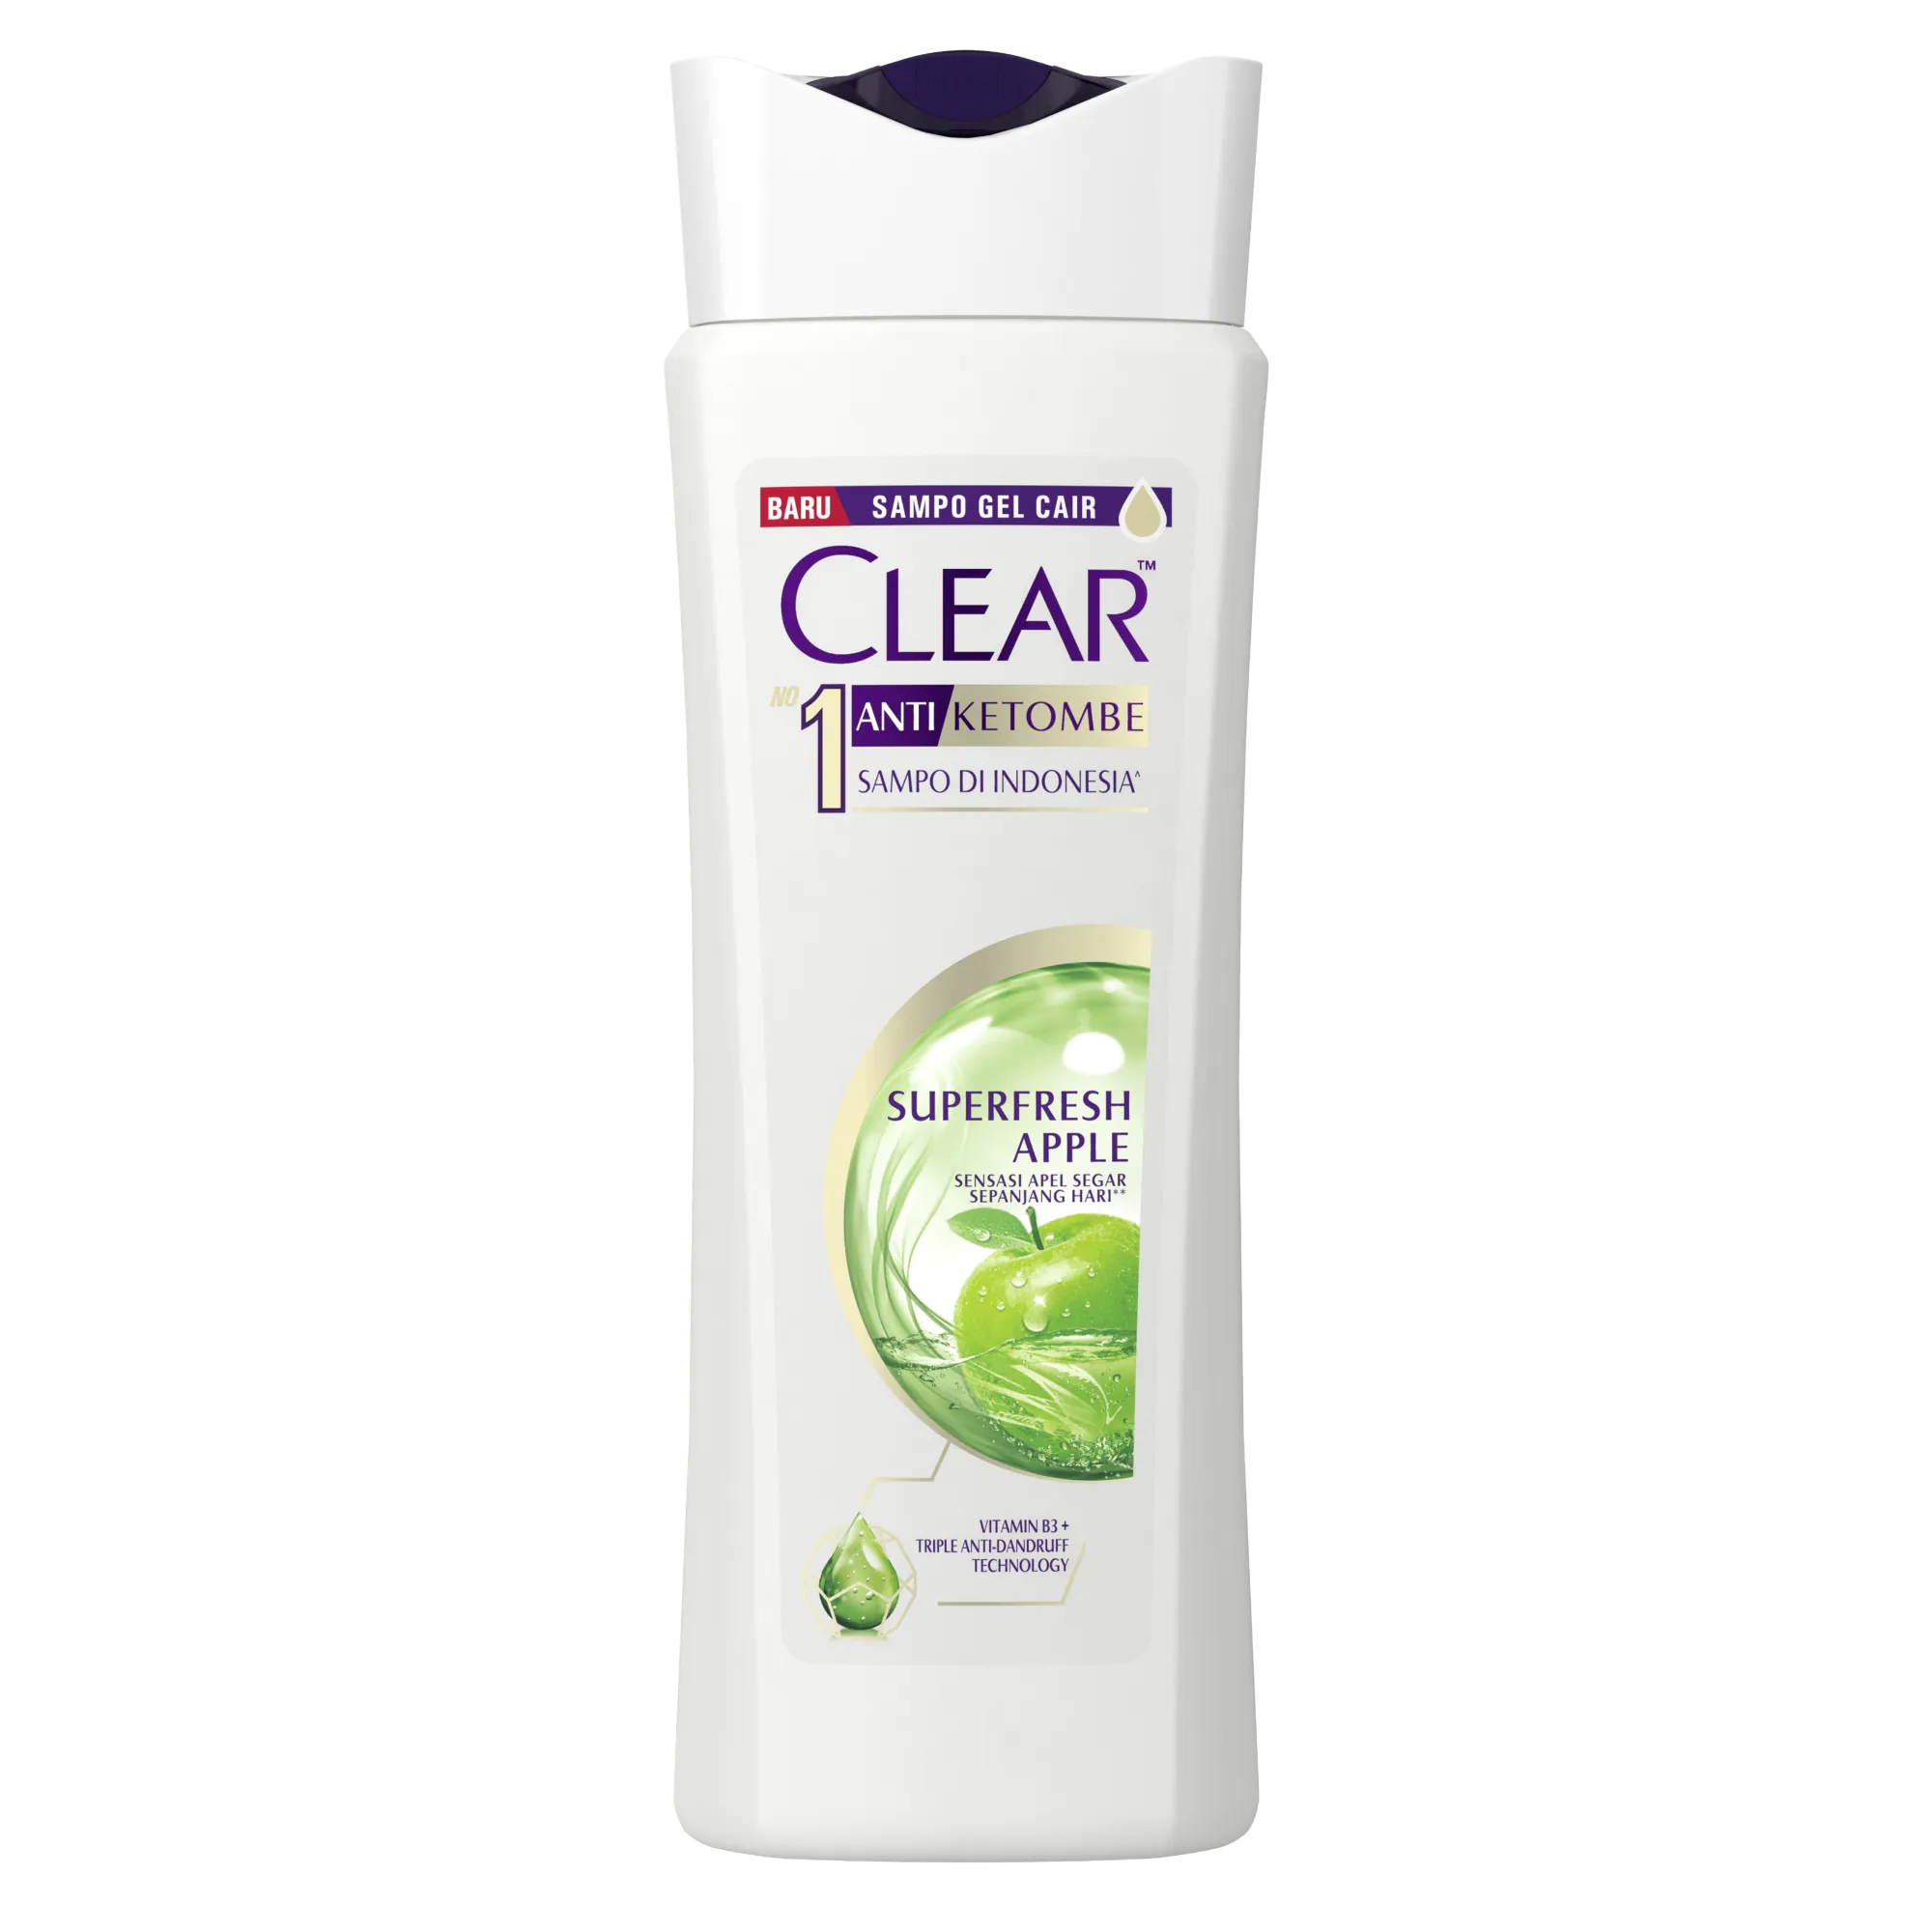 BARU SAMPO GEL CAIR
CLEAR™
NO 1 ANTI KETOMBE
SAMPO DI INDONESIA^
SUPERFRESH
APPLE
SENSASI APEL SEGAR
SEPANJANG HARI**
VITAMIN B3 +
TRIPLE ANTI-DANDRUFF
TECHNOLOGY